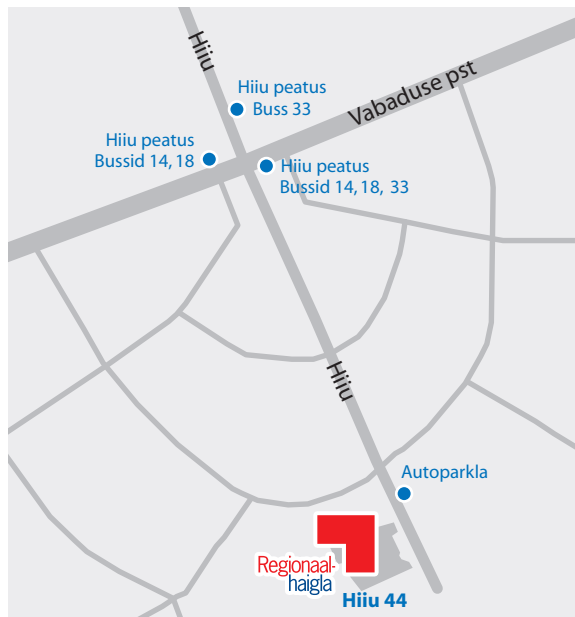 Hiiu
Hiiu peatus
Buss 33
Vabaduse pst
Hiiu peatus
Bussid 14, 18
Hiiu peatus
Bussid 14, 18, 33
Hiiu
Autoparkla
Regionaal-
haigla
Hiiu 44